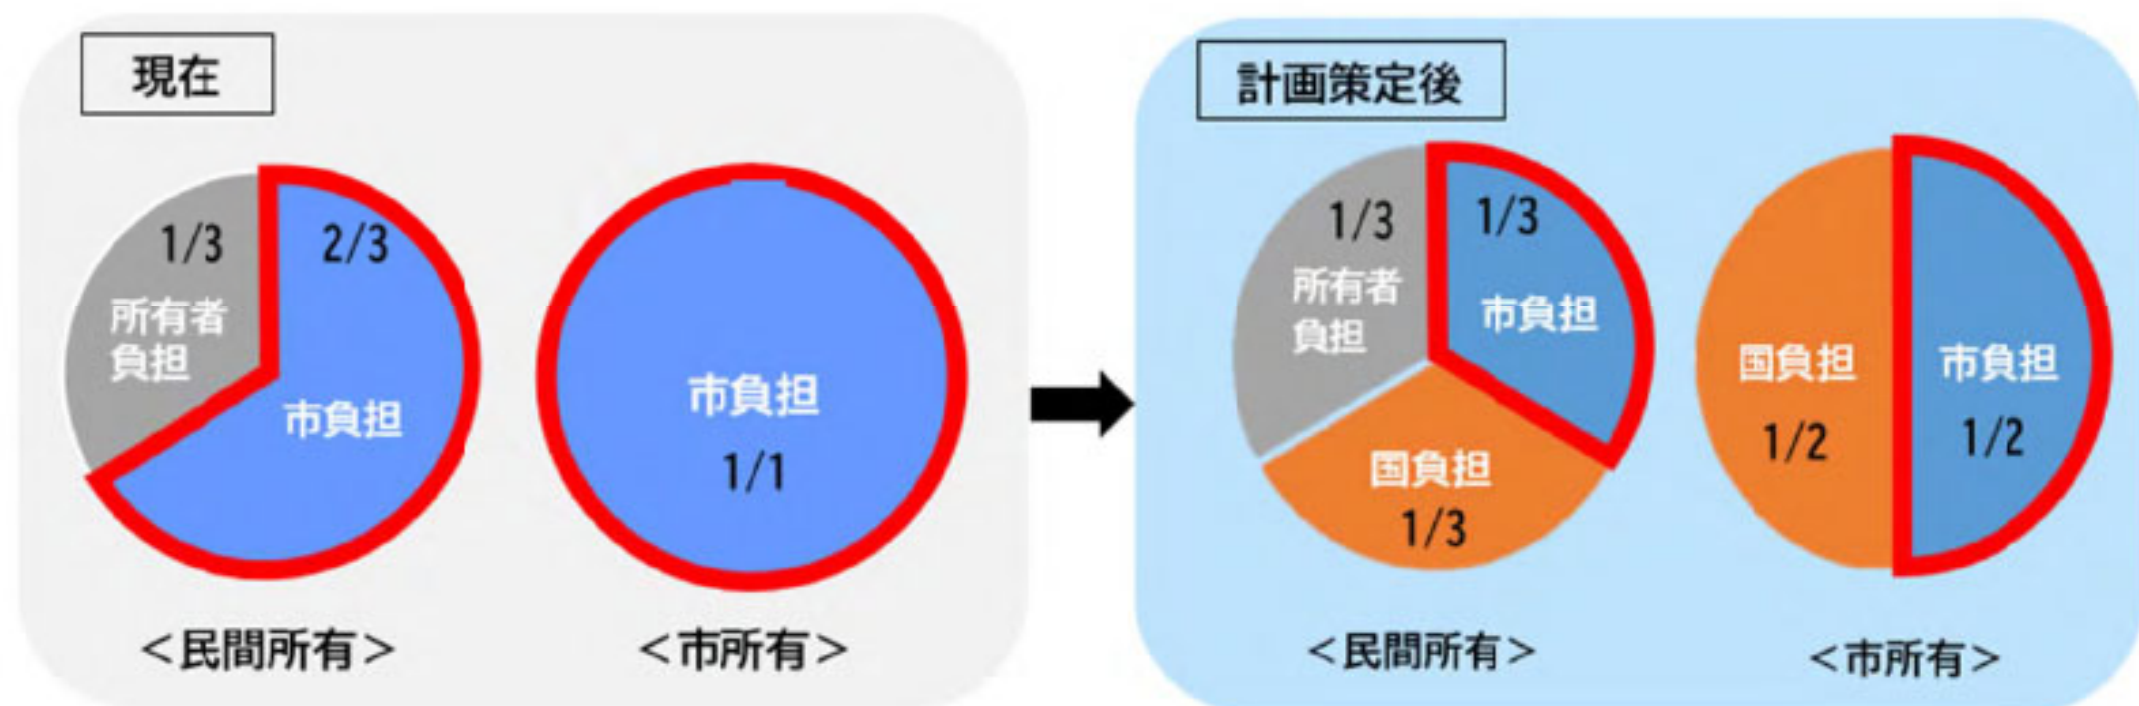 現在
1/3
所有者
負担
2/3
市負担
<民間所有>
市負担
1/1
<市所有>
計画策定後
1/3
所有者
負担
1/3
市負担
国負担
1/3
<民間所有>
国負担
1/2
市負担
1/2
<市所有>